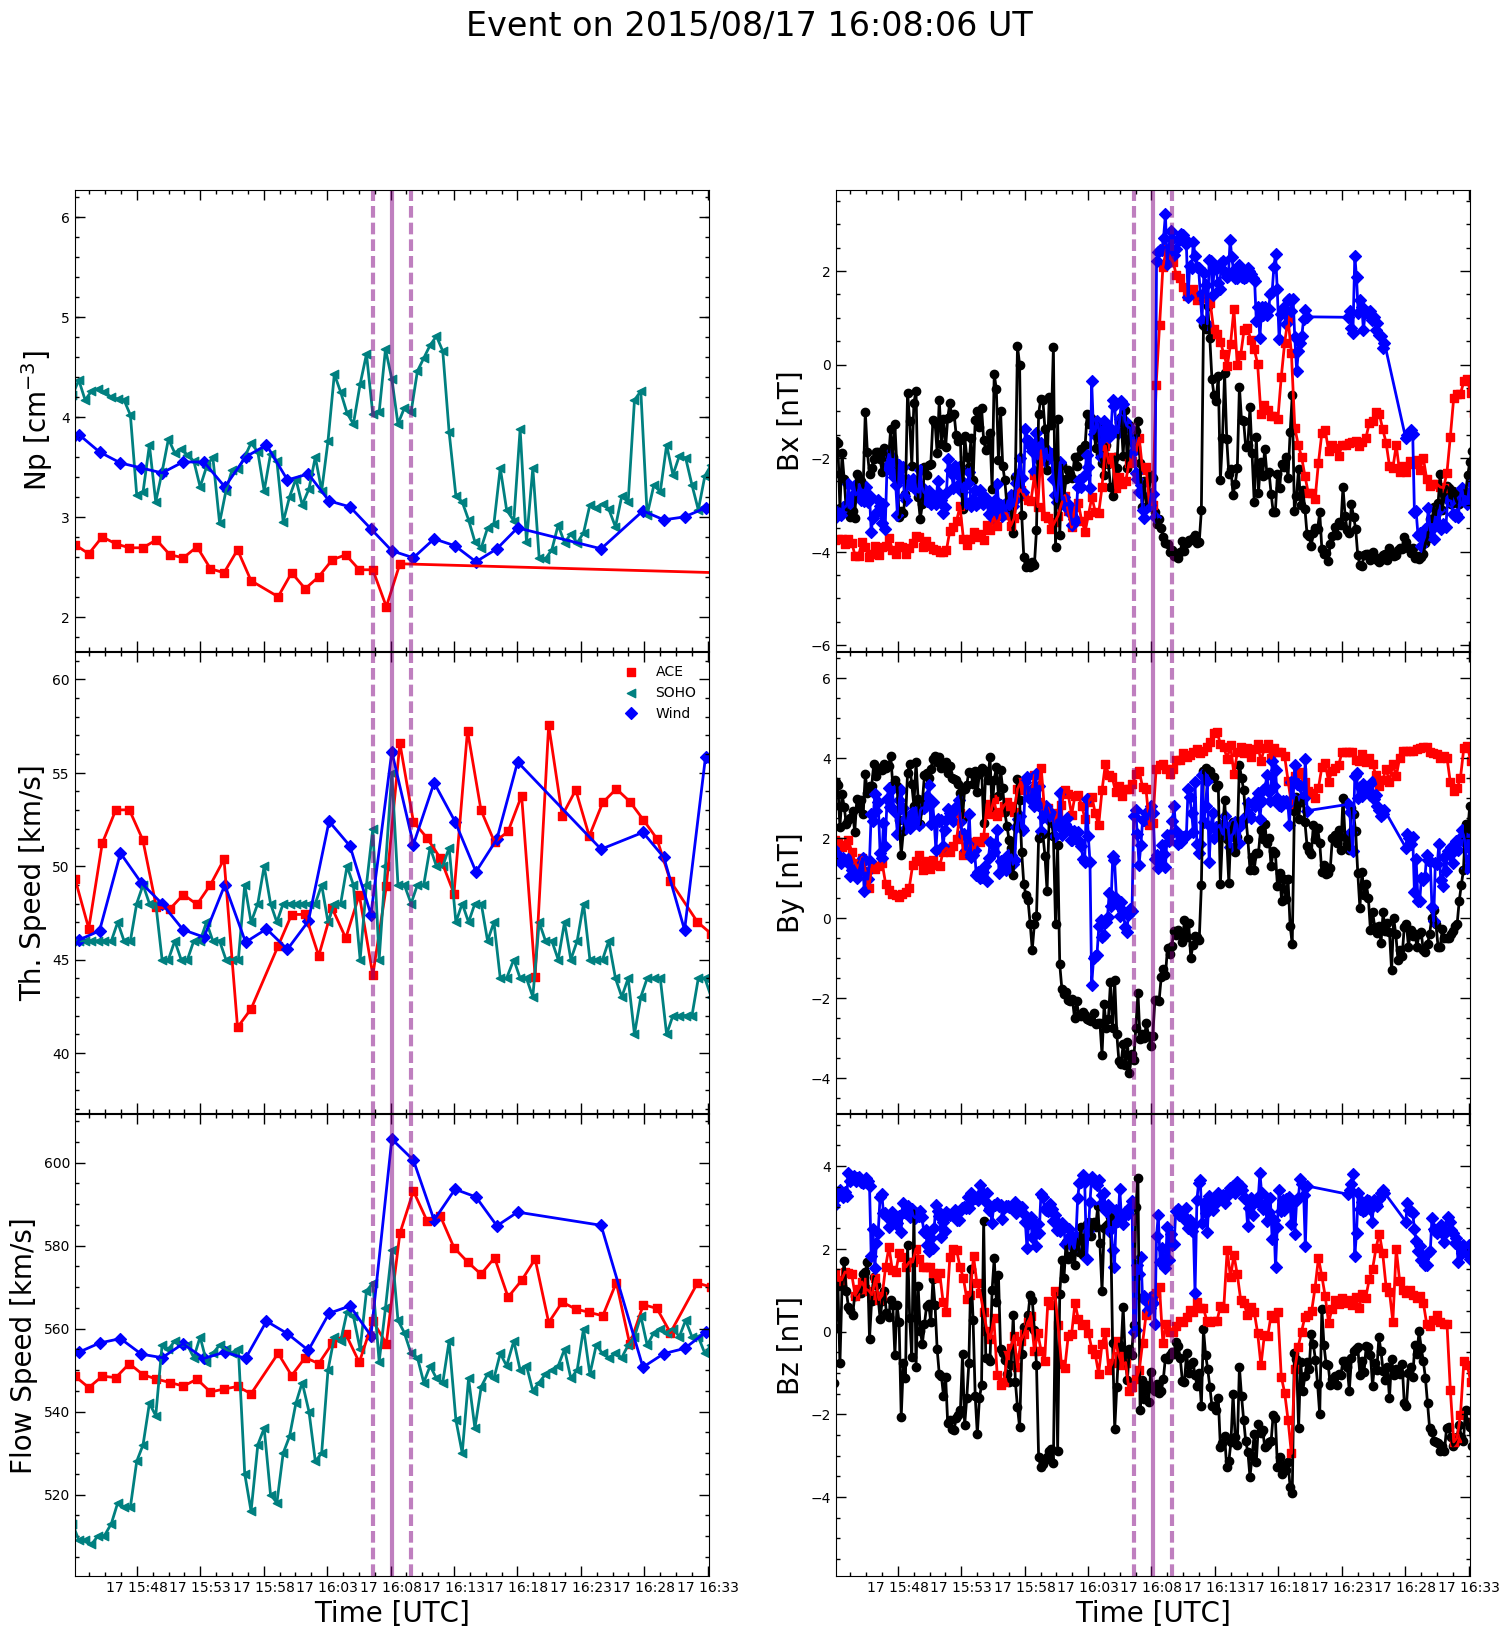 Event on 2015/08/17 16:08:06 UT
Np [cm⁻³]
6
5
4
3
2
Th. Speed [km/s]
60
55
50
45
40
ACE
SOHO
Wind
Flow Speed [km/s]
600
580
560
540
520
17 15:48 17 15:53 17 15:58 17 16:03 17 16:08 17 16:13 17 16:18 17 16:23 17 16:28 17 16:33
Time [UTC]
Bx [nT]
2
0
−2
−4
−6
By [nT]
6
4
2
0
−2
−4
Bz [nT]
4
2
0
−2
−4
17 15:48 17 15:53 17 15:58 17 16:03 17 16:08 17 16:13 17 16:18 17 16:23 17 16:28 17 16:33
Time [UTC]